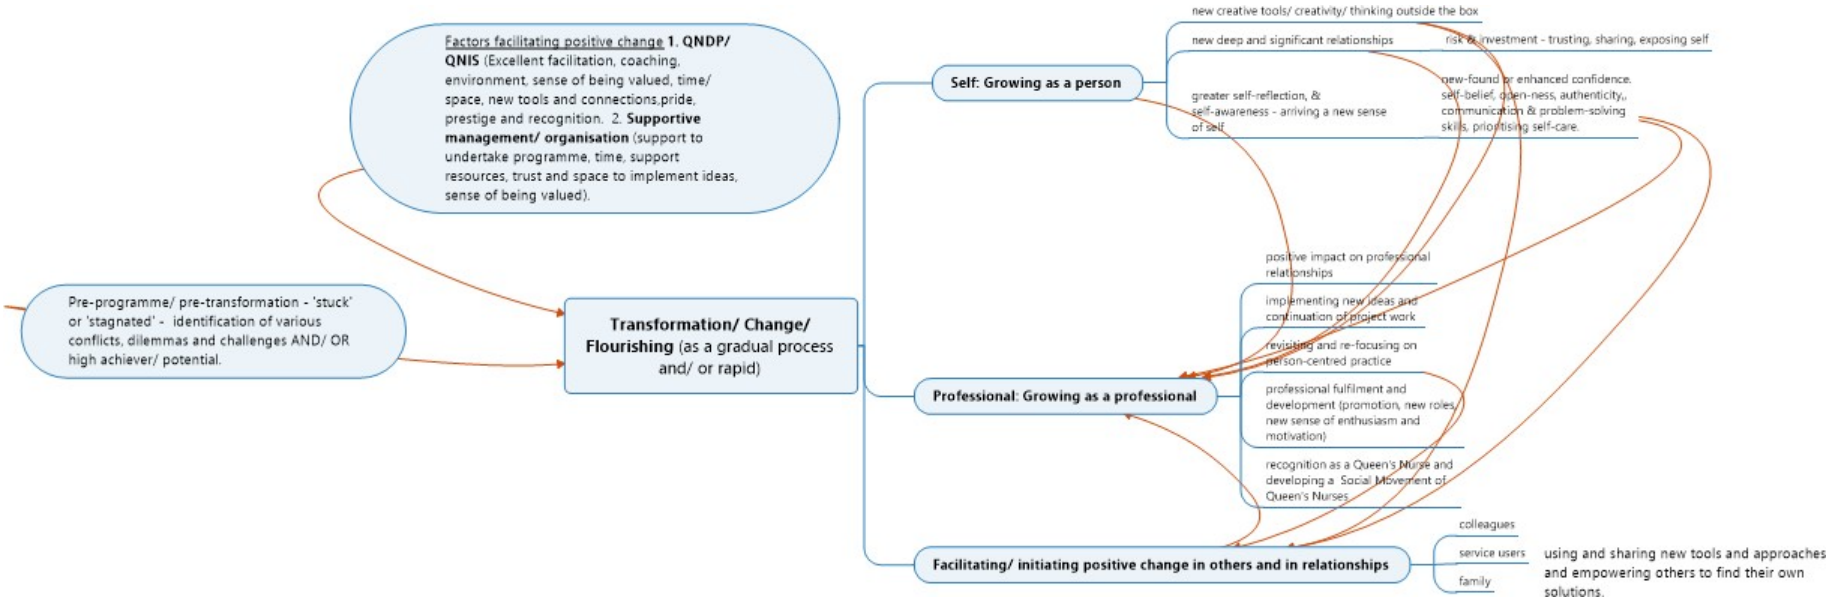 Factors facilitating positive change 1. QNDP/
QNIS (Excellent facilitation, coaching,
environment, sense of being valued, time/
space, new tools and connections,pride,
prestige and recognition.  2. Supportive
management/ organisation (support to
undertake programme, time, support
resources, trust and space to implement ideas,
sense of being valued).
Pre-programme/ pre-transformation - 'stuck'
or 'stagnated' -  identification of various
conflicts, dilemmas and challenges AND/ OR
high achiever/ potential.
Transformation/ Change/
Flourishing (as a gradual process
and/ or rapid)
Self: Growing as a person
new creative tools/ creativity/ thinking outside the box
new deep and significant relationships
risk & investment - trusting, sharing, exposing self
greater self-reflection, &
self-awareness - arriving a new sense
of self
new-found or enhanced confidence.
self-belief, open-ness, authenticity,,
communication & problem-solving
skills, prioritising self-care.
Professional: Growing as a professional
positive impact on professional
relationships
implementing new ideas and
continuation of project work
revisiting and re-focusing on
person-centred practice
professional fulfilment and
development (promotion, new roles,
new sense of enthusiasm and
motivation)
recognition as a Queen's Nurse and
developing a  Social Movement of
Queen's Nurses
Facilitating/ initiating positive change in others and in relationships
colleagues
service users
family
using and sharing new tools and approaches
and empowering others to find their own
solutions.